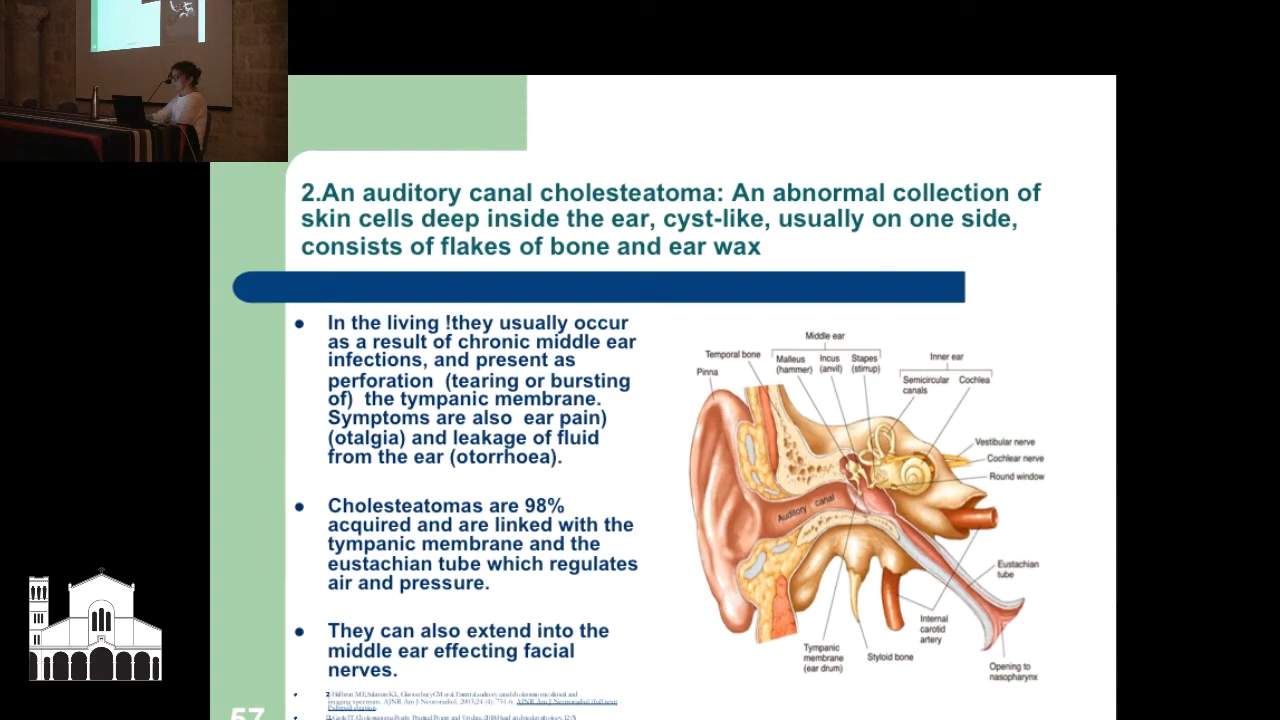 2.An auditory canal cholesteatoma: An abnormal collection of
skin cells deep inside the ear, cyst-like, usually on one side,
consists of flakes of bone and ear wax
In the living !they usually occur
as a result of chronic middle ear
infections, and present as
perforation (tearing or bursting
of) the tympanic membrane.
Symptoms are also ear pain)
(otalgia) and leakage of fluid
from the ear (otorrhoea).
Cholesteatomas are 98%
acquired and are linked with the
tympanic membrane and the
eustachian tube which regulates
air and pressure.
They can also extend into the
middle ear effecting facial
nerves.
Middle ear
Temporal bone
Malleus
(hammer)
Incus
(anvil)
Stapes
(stirrup)
Inner ear
Pinna
Semicircular
canals
Cochlea
Vestibular nerve
Cochlear nerve
Round window
Auditory canal
Eustachian
tube
Internal
carotid
artery
Tympanic
membrane
(ear drum)
Styloid bone
Opening to
nasopharynx
57